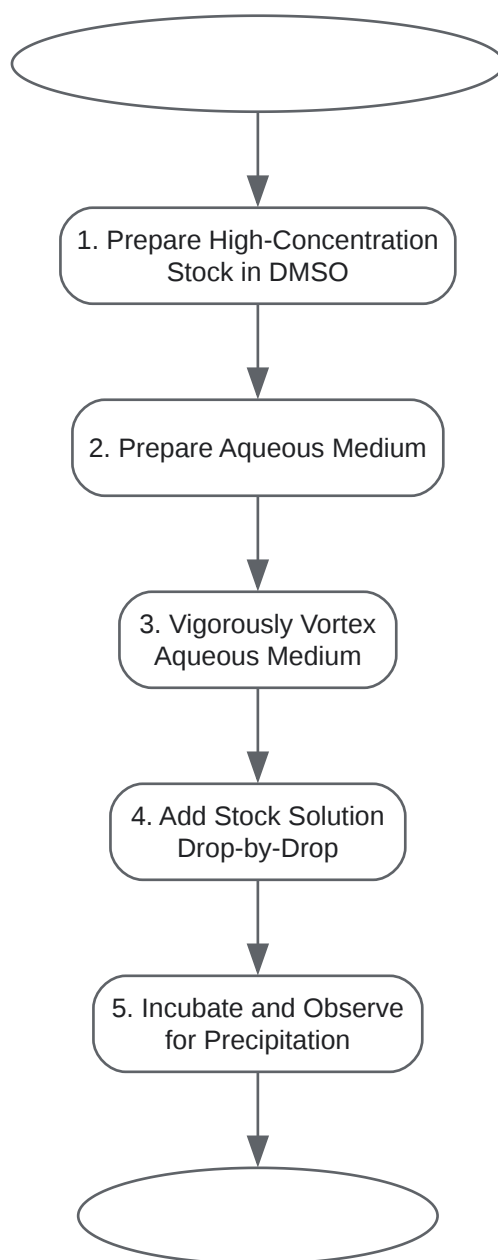 1. Prepare High-Concentration
Stock in DMSO
2. Prepare Aqueous Medium
3. Vigorously Vortex
Aqueous Medium
4. Add Stock Solution
Drop-by-Drop
5. Incubate and Observe
for Precipitation